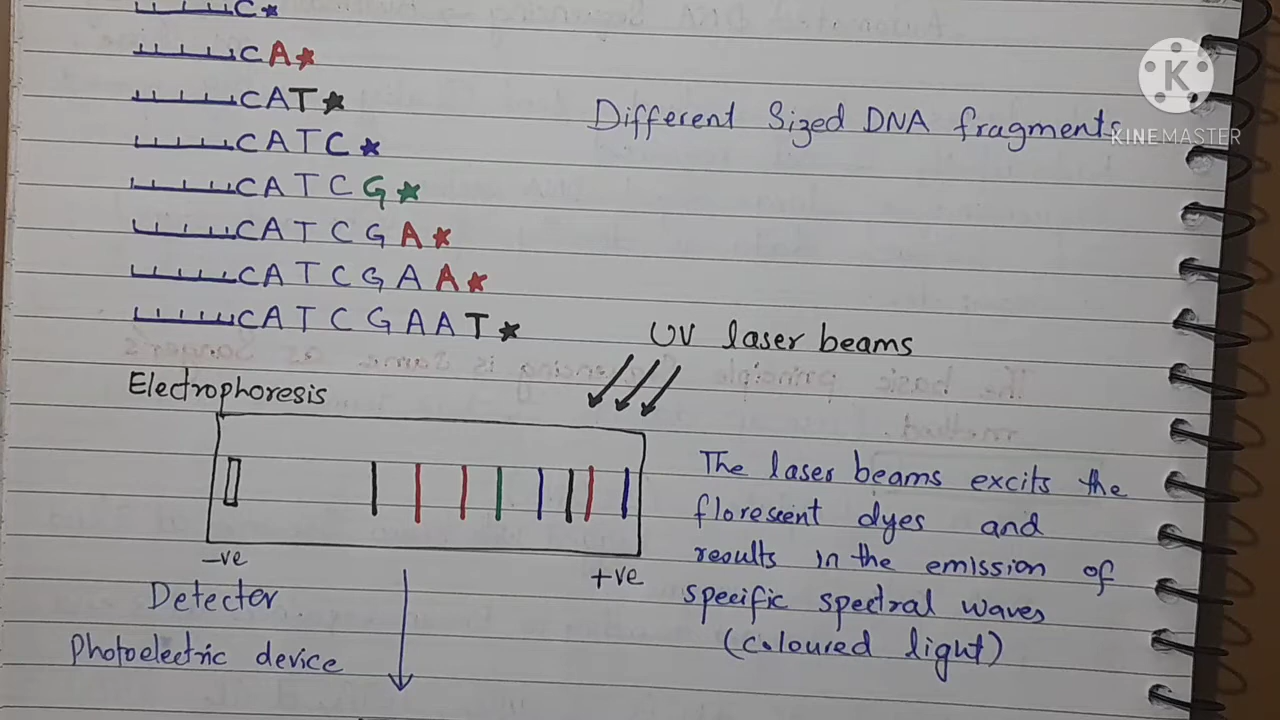 C*
CA*
CAT*
Different Sized DNA fragments
K
KINEMASTER
CATC*
CATCG*
CATCGA*
CATCGAA*
CATCGAAT*
UV laser beams
Electrophoresis
The laser beams excits the
florescent dyes and
results in the emission of
specific spectral waves
(coloured light)
-ve
+ve
Detecter
Photoelectric device